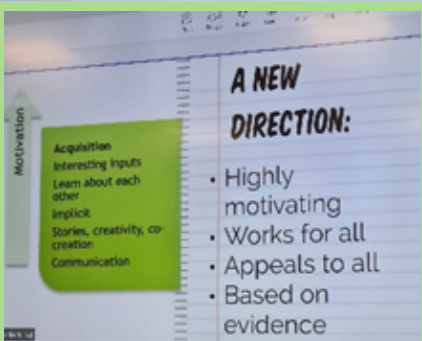 Motivation
Acquisition
Interesting inputs
Learn about each
other
Implicit
Stories, creativity, co-
creation
Communication
A NEW
DIRECTION:
• Highly
motivating
• Works for all
• Appeals to all
• Based on
evidence